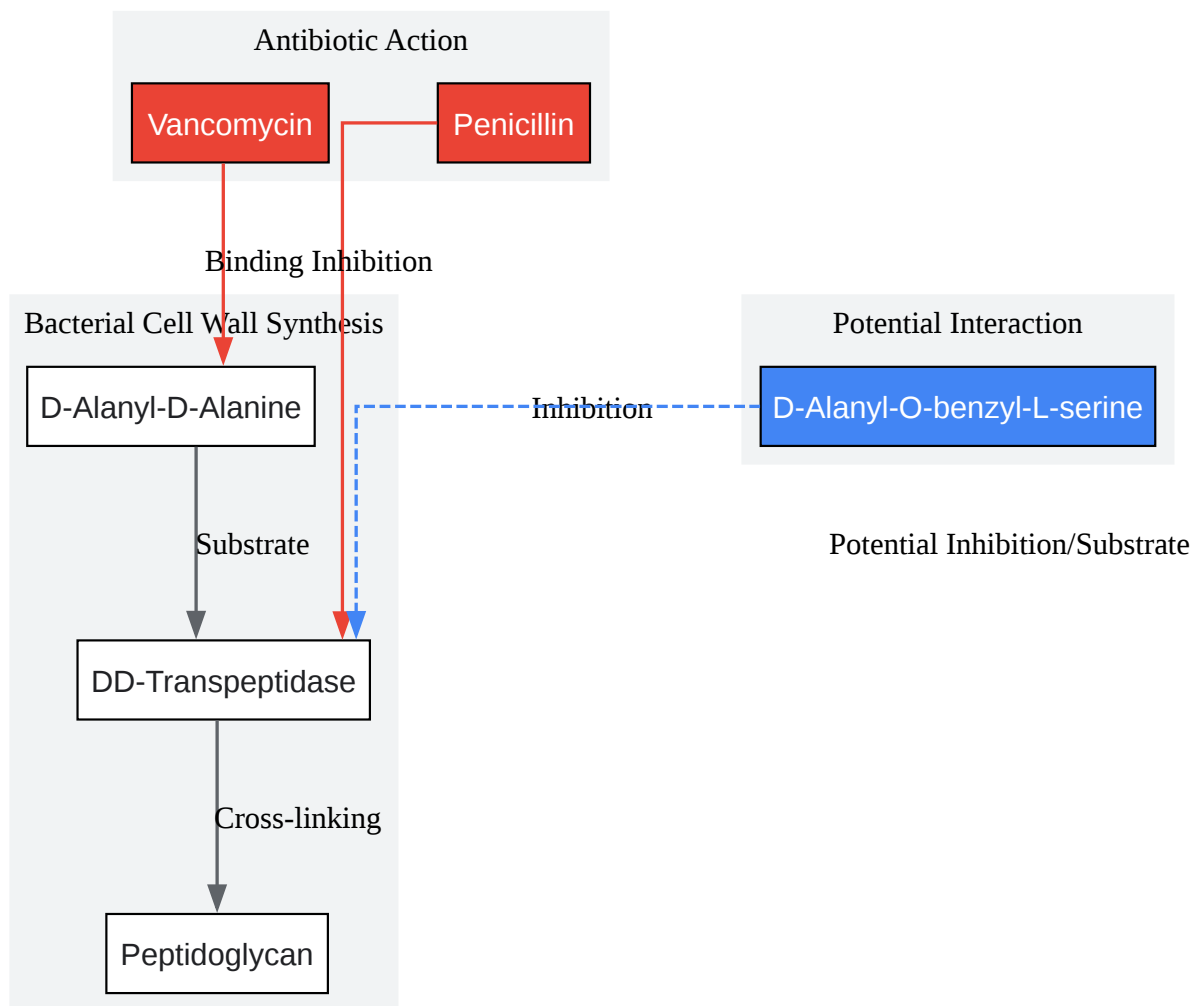 Antibiotic Action
Vancomycin
Penicillin
Binding Inhibition
Bacterial Cell Wall Synthesis
Potential Interaction
D-Alanyl-D-Alanine
Inhibition
D-Alanyl-O-benzyl-L-serine
Substrate
Potential Inhibition/Substrate
DD-Transpeptidase
Cross-linking
Peptidoglycan